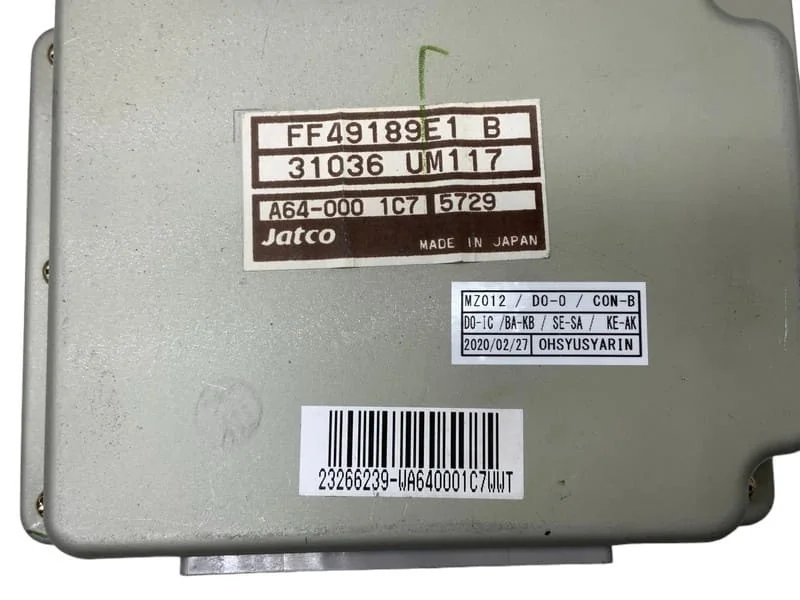 FF49189E1 B
31036 UM117
A64-000 1C7 5729
Jatco MADE IN JAPAN
MZ012 / DO-O / CON-B
DO-IC /BA-KB / SE-SA / KE-AK
2020/02/27 OHSYUSYARIN
23266239-WA640001C7WWT